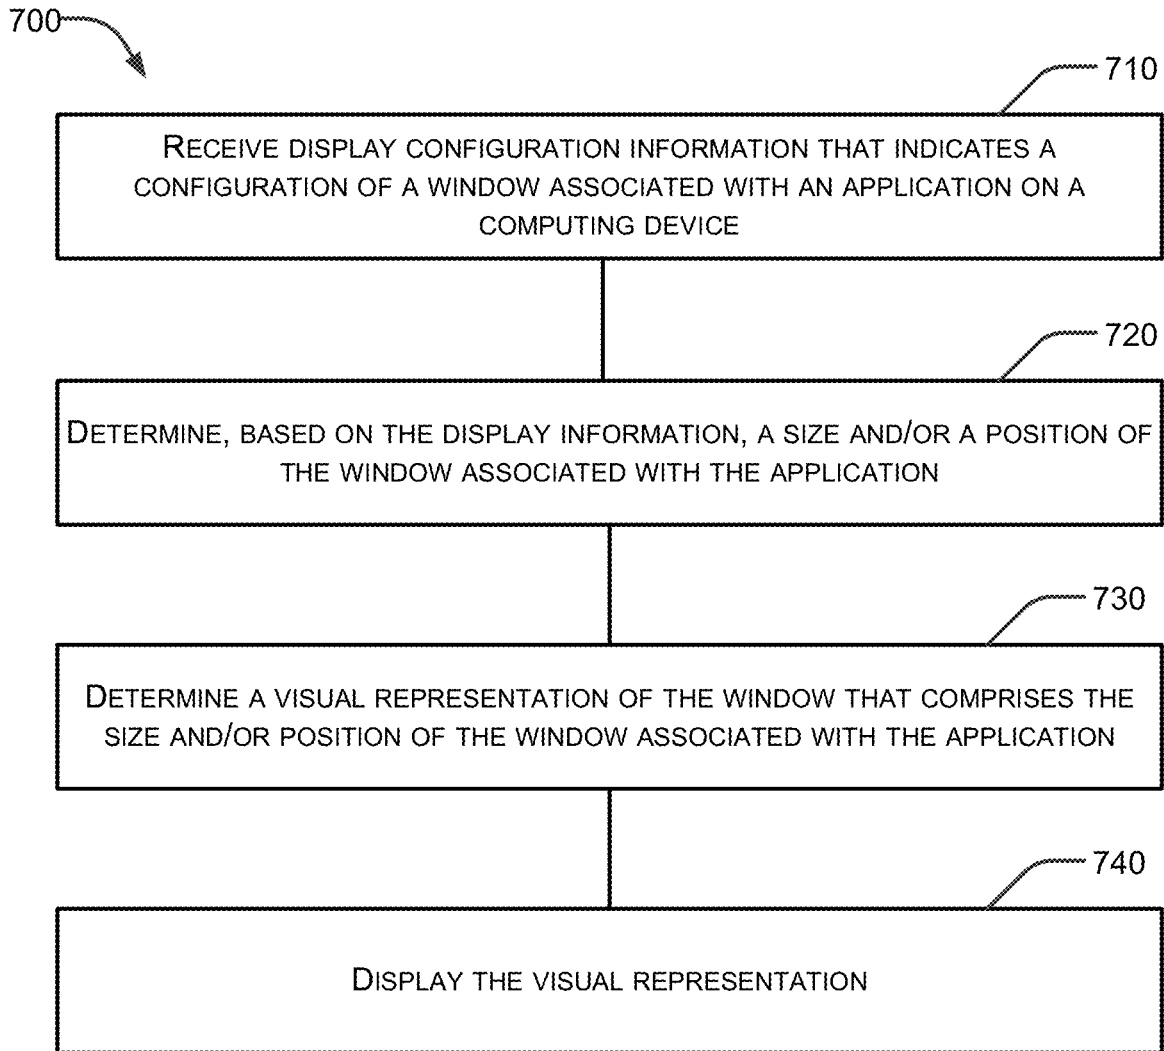 700
710
RECEIVE DISPLAY CONFIGURATION INFORMATION THAT INDICATES A
CONFIGURATION OF A WINDOW ASSOCIATED WITH AN APPLICATION ON A
COMPUTING DEVICE
720
DETERMINE, BASED ON THE DISPLAY INFORMATION, A SIZE AND/OR A POSITION OF
THE WINDOW ASSOCIATED WITH THE APPLICATION
730
DETERMINE A VISUAL REPRESENTATION OF THE WINDOW THAT COMPRISES THE
SIZE AND/OR POSITION OF THE WINDOW ASSOCIATED WITH THE APPLICATION
740
DISPLAY THE VISUAL REPRESENTATION